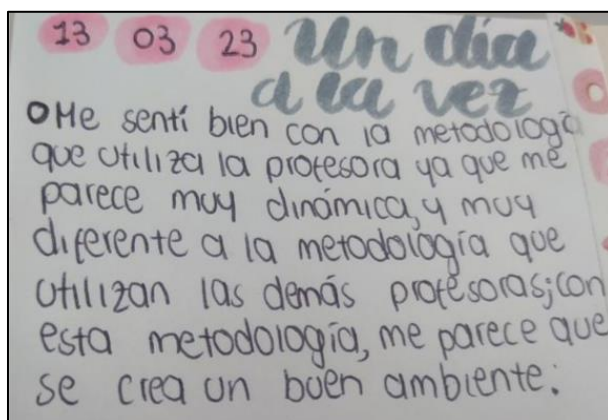 13 03 23 Un día
a la vez
Me sentí bien con la metodología
que utiliza la profesora ya que me
parece muy dinámica, y muy
diferente a la metodología que
utilizan las demás profesoras; con
esta metodología, me parece que
se crea un buen ambiente.